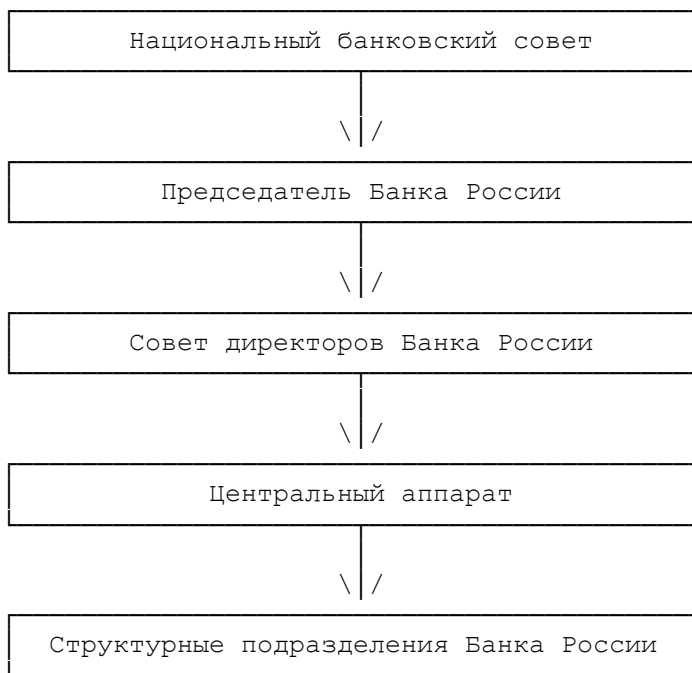 Национальный банковский совет
Председатель Банка России
Совет директоров Банка России
Центральный аппарат
Структурные подразделения Банка России